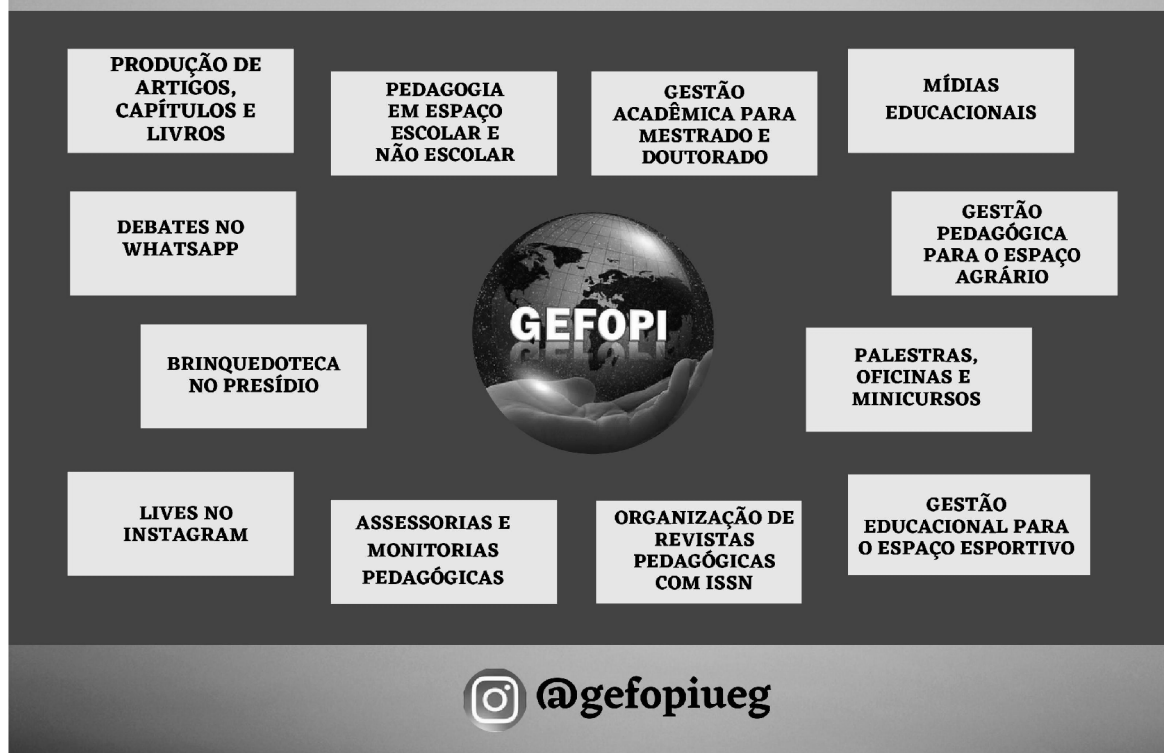 PRODUÇÃO DE
ARTIGOS,
CAPÍTULOS E
LIVROS
PEDAGOGIA
EM ESPAÇO
ESCOLAR E
NÃO ESCOLAR
GESTÃO
ACADÊMICA PARA
MESTRADO E
DOUTORADO
MÍDIAS
EDUCACIONAIS
DEBATES NO
WHATSAPP
GESTÃO
PEDAGÓGICA
PARA O ESPAÇO
AGRÁRIO
BRINQUEDOTECA
NO PRESÍDIO
GEFOPI
PALESTRAS,
OFICINAS E
MINICURSOS
LIVES NO
INSTAGRAM
ASSESSORIAS E
MONITORIAS
PEDAGÓGICAS
ORGANIZAÇÃO DE
REVISTAS
PEDAGÓGICAS
COM ISSN
GESTÃO
EDUCACIONAL PARA
O ESPAÇO ESPORTIVO
@gefopiueg